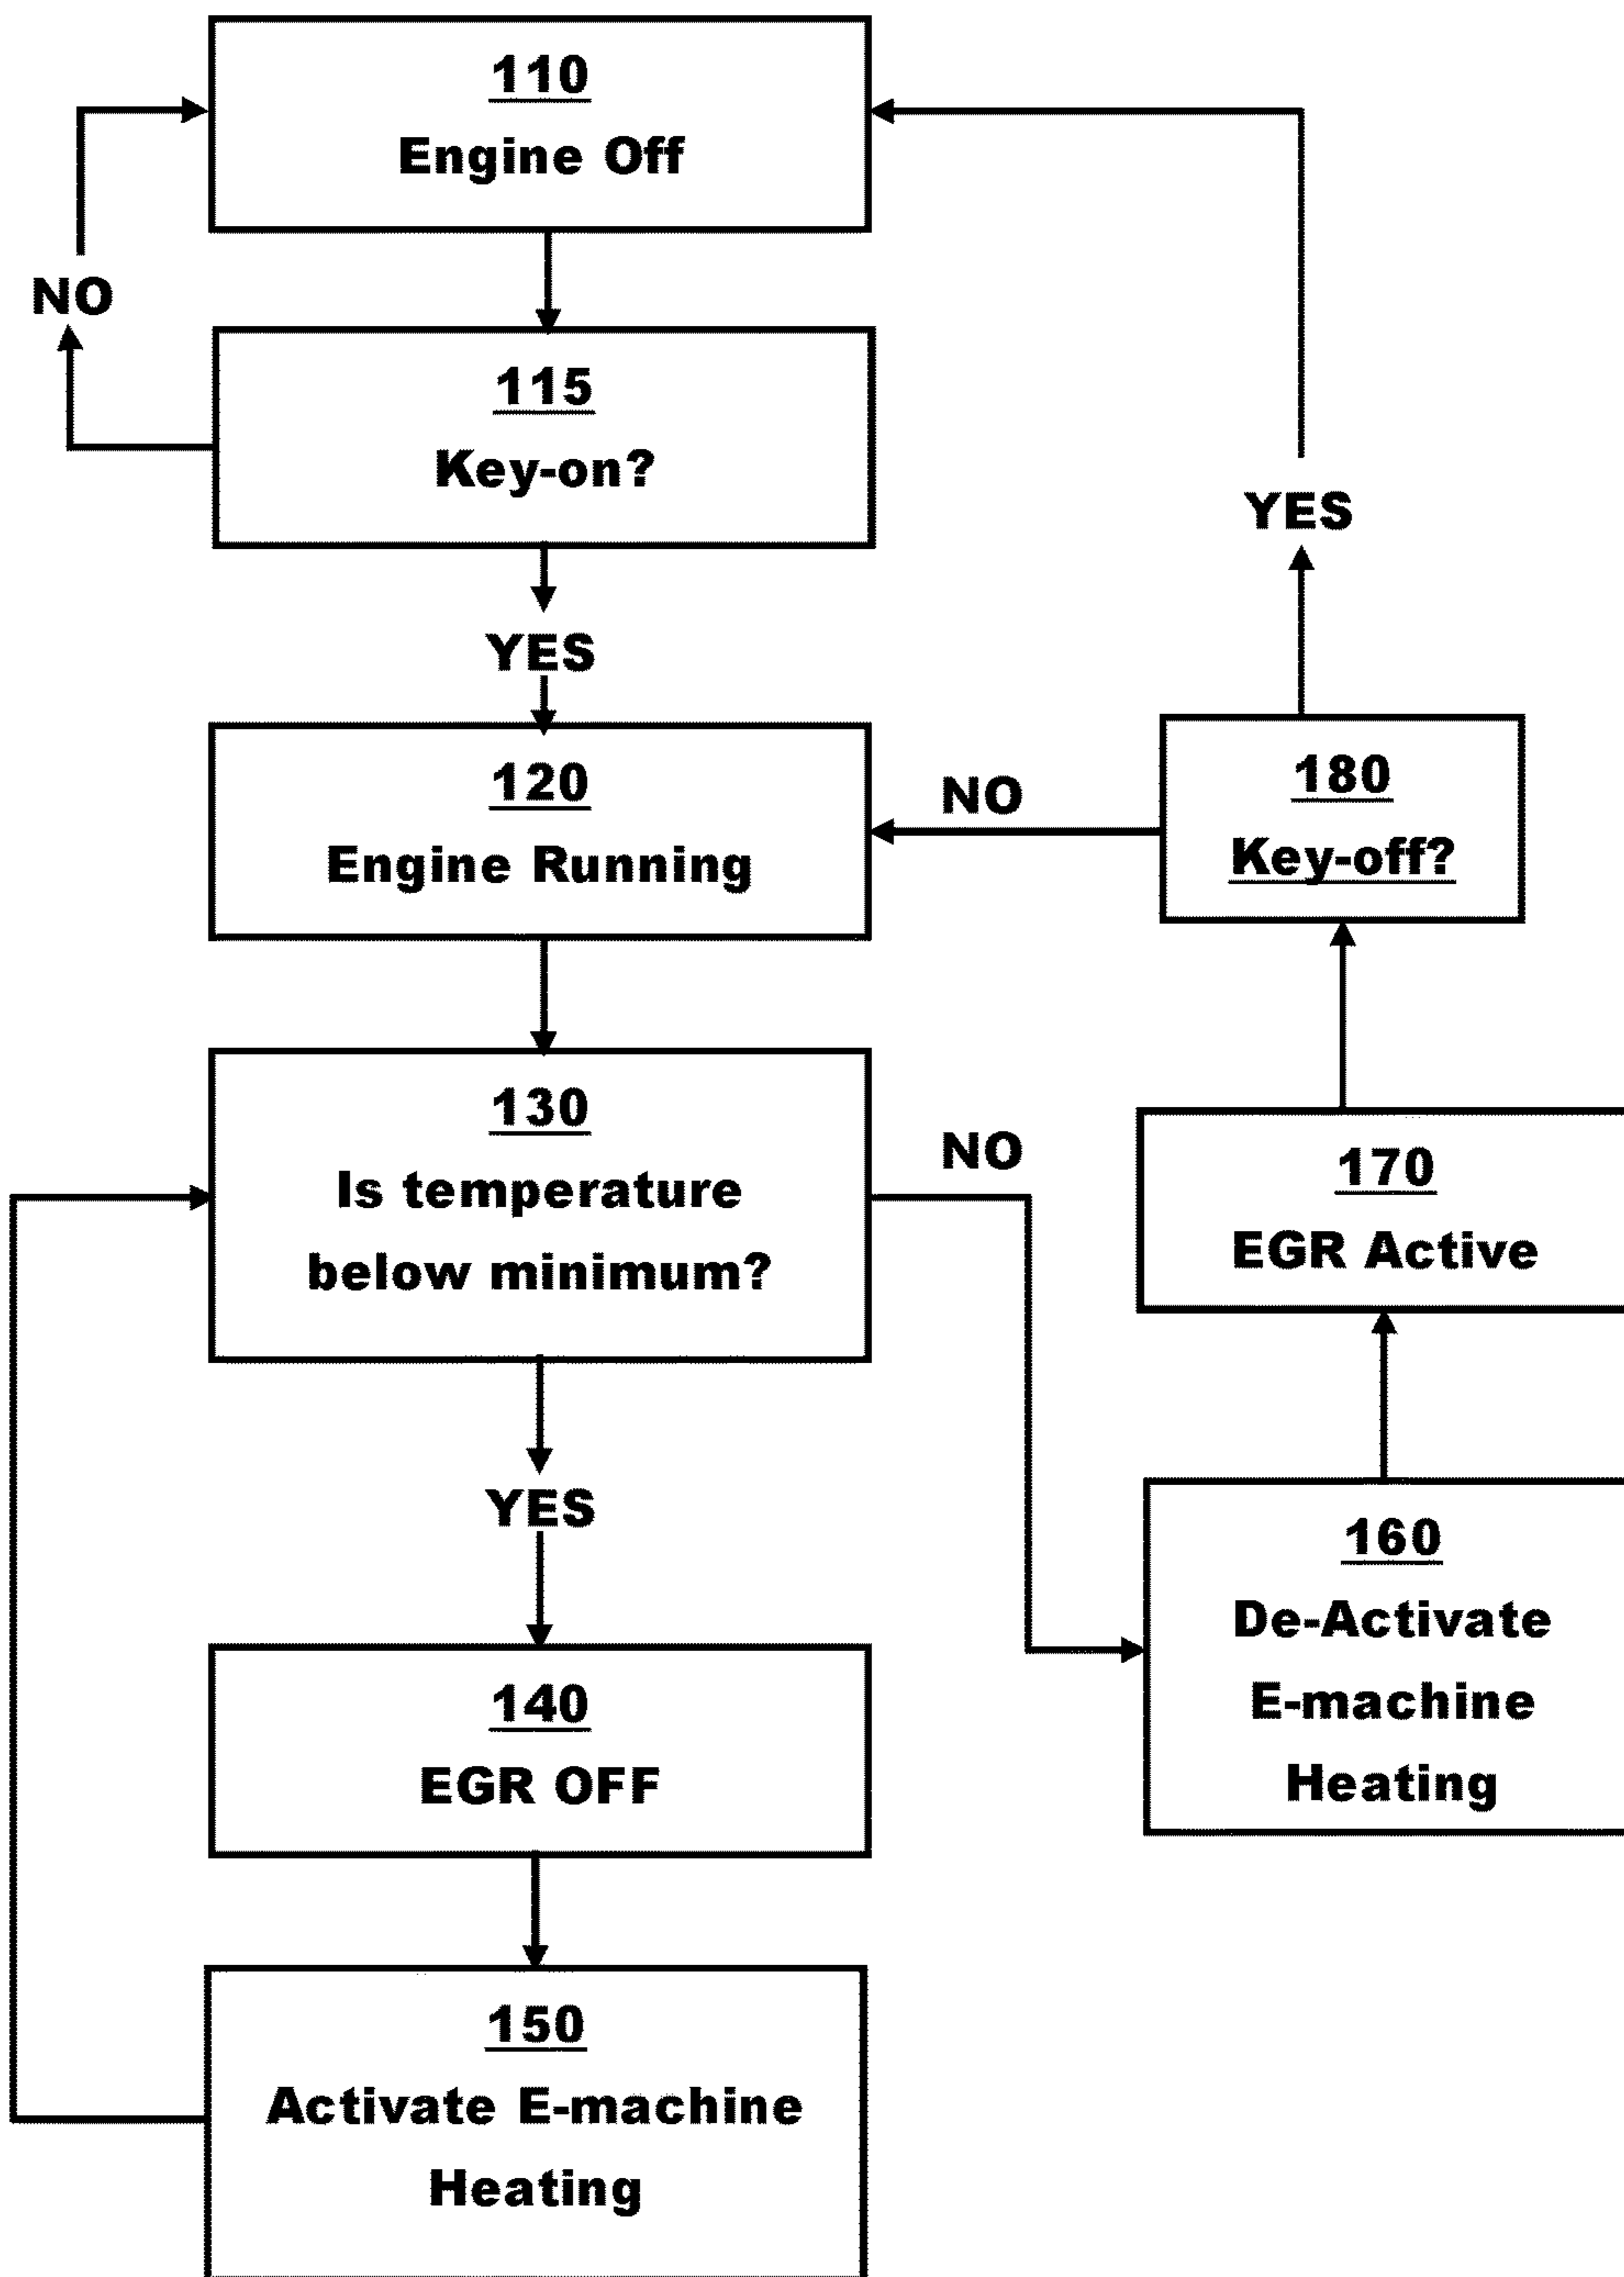 110
Engine Off
NO
115
Key-on?
YES
YES
120
Engine Running
NO
180
Key-off?
130
Is temperature
below minimum?
NO
170
EGR Active
YES
160
De-Activate
E-machine
Heating
140
EGR OFF
150
Activate E-machine
Heating